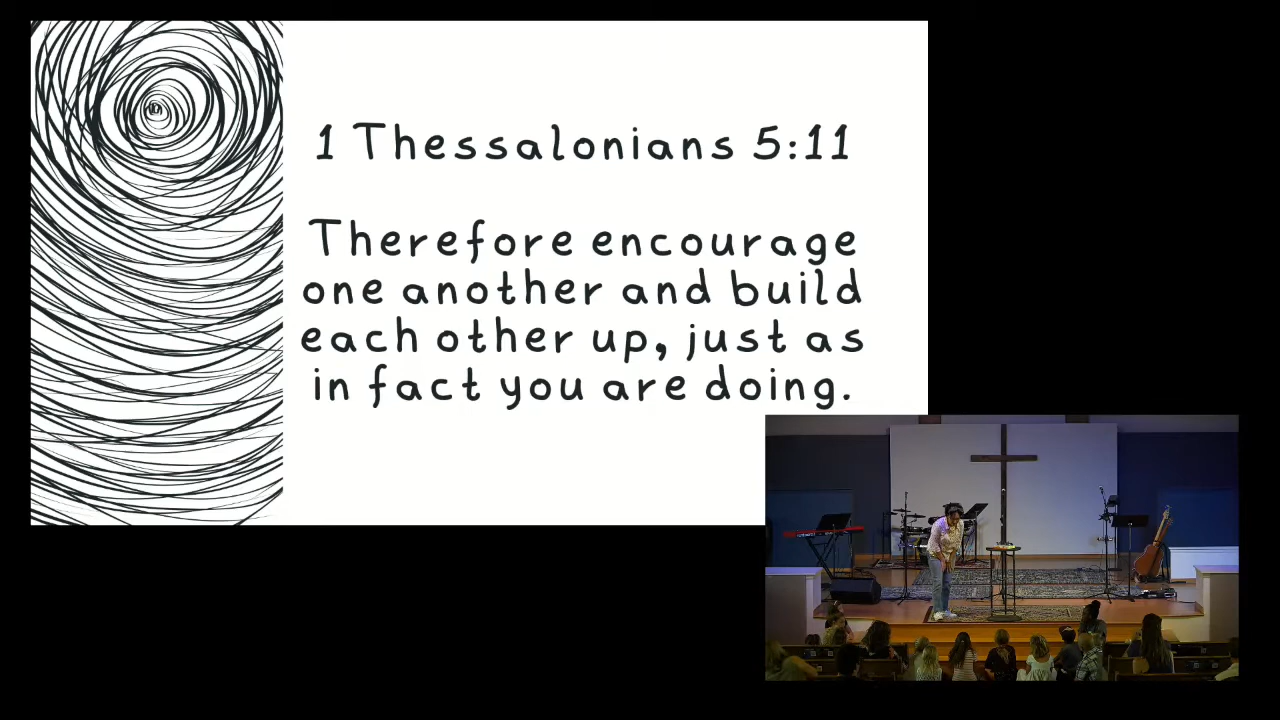 1 Thessalonians 5:11
Therefore encourage
one another and build
each other up, just as
in fact you are doing.